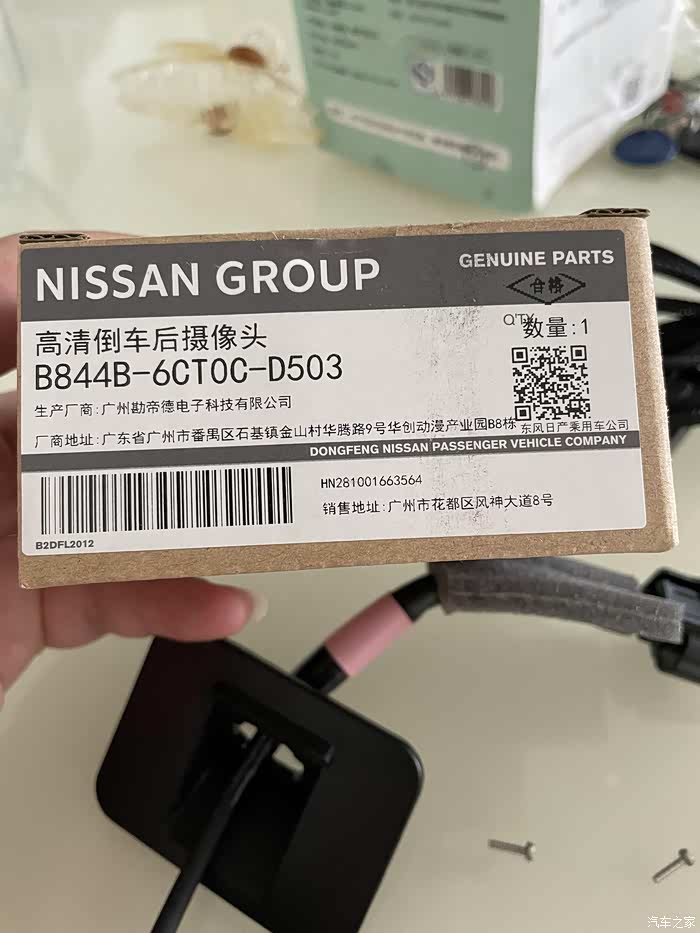 NISSAN GROUP
GENUINE PARTS
合格
高清倒车后摄像头
Q'TY
数量:1
B844B-6CT0C-D503
生产厂商:广州勘帝德电子科技有限公司
厂商地址:广东省广州市番禺区石基镇金山村华腾路9号华创动漫产业园B8栋
东风日产乘用车公司
DONGFENG NISSAN PASSENGER VEHICLE COMPANY
HN281001663564
销售地址:广州市花都区风神大道8号
B2DFL2012
汽车之家